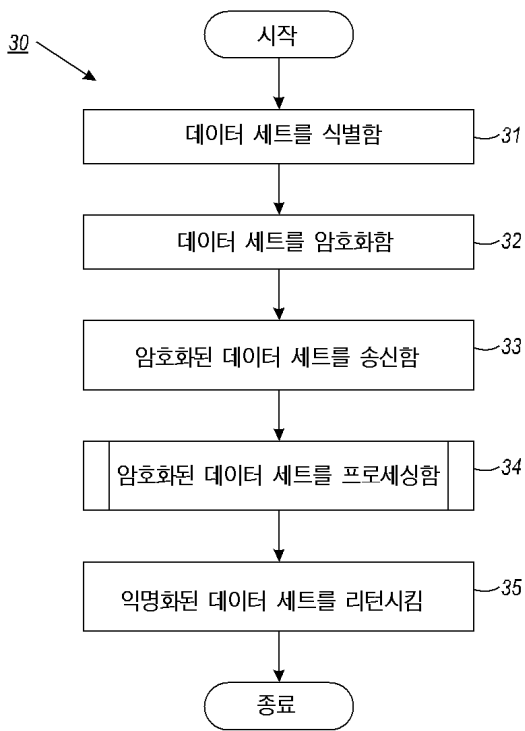 30
시작
데이터 세트를 식별함
31
데이터 세트를 암호화함
32
암호화된 데이터 세트를 송신함
33
암호화된 데이터 세트를 프로세싱함
34
익명화된 데이터 세트를 리턴시킴
35
종료